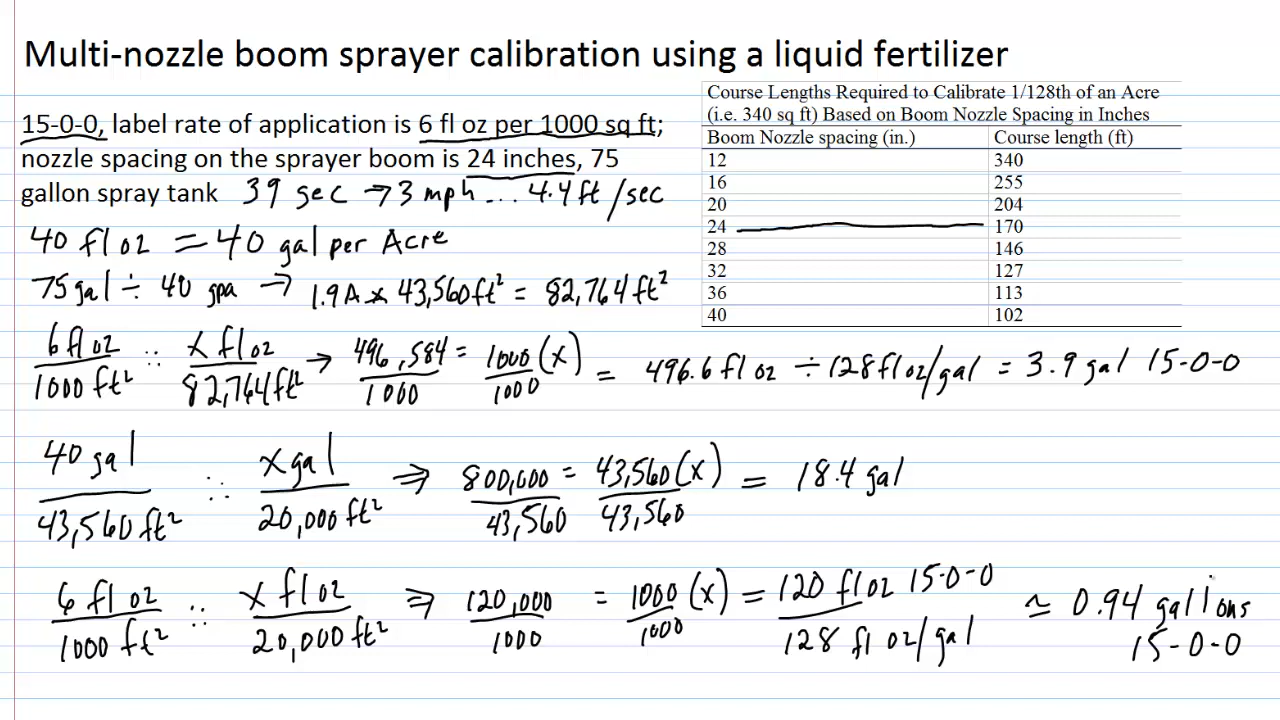 Multi-nozzle boom sprayer calibration using a liquid fertilizer
15-0-0, label rate of application is 6 fl oz per 1000 sq ft;
nozzle spacing on the sprayer boom is 24 inches, 75
gallon spray tank 39 sec → 3 mph ... 4.4 ft/sec
Course Lengths Required to Calibrate 1/128th of an Acre
(i.e. 340 sq ft) Based on Boom Nozzle Spacing in Inches
Boom Nozzle spacing (in.) Course length (ft)
12 340
16 255
20 204
24 170
28 146
32 127
36 113
40 102
40 fl oz = 40 gal per Acre
75 gal ÷ 40 gpa → 1.9 A x 43,560 ft² = 82,764 ft²
6 fl oz/1000 ft² :: x fl oz/82,764 ft² → 496,584/1000 = 1000 (x)/1000 = 496.6 fl oz ÷ 128 fl oz/gal = 3.9 gal 15-0-0
40 gal/43,560 ft² :: x gal/20,000 ft² ⇒ 800,000/43,560 = 43,560 (x)/43,560 = 18.4 gal
6 fl oz/1000 ft² :: x fl oz/20,000 ft² ⇒ 120,000/1000 = 1000 (x)/1000 = 120 fl oz 15-0-0/128 fl oz/gal ≈ 0.94 gallions
15-0-0